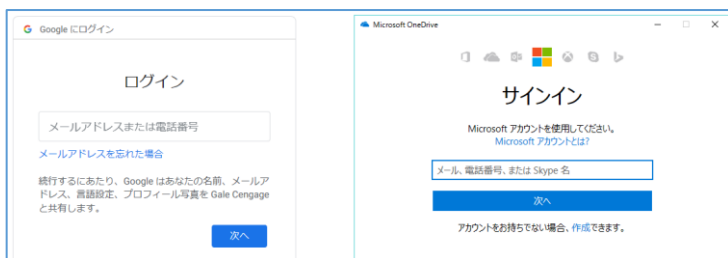 Google にログイン
ログイン
メールアドレスまたは電話番号
メールアドレスを忘れた場合
続行するにあたり、Google はあなたの名前、メールア
ドレス、言語設定、プロフィール写真を Gale Cengage
と共有します。
次へ
Microsoft OneDrive
サインイン
Microsoft アカウントを使用してください。
Microsoft アカウントとは?
メール、電話番号、または Skype 名
次へ
アカウントをお持ちでない場合、作成できます。